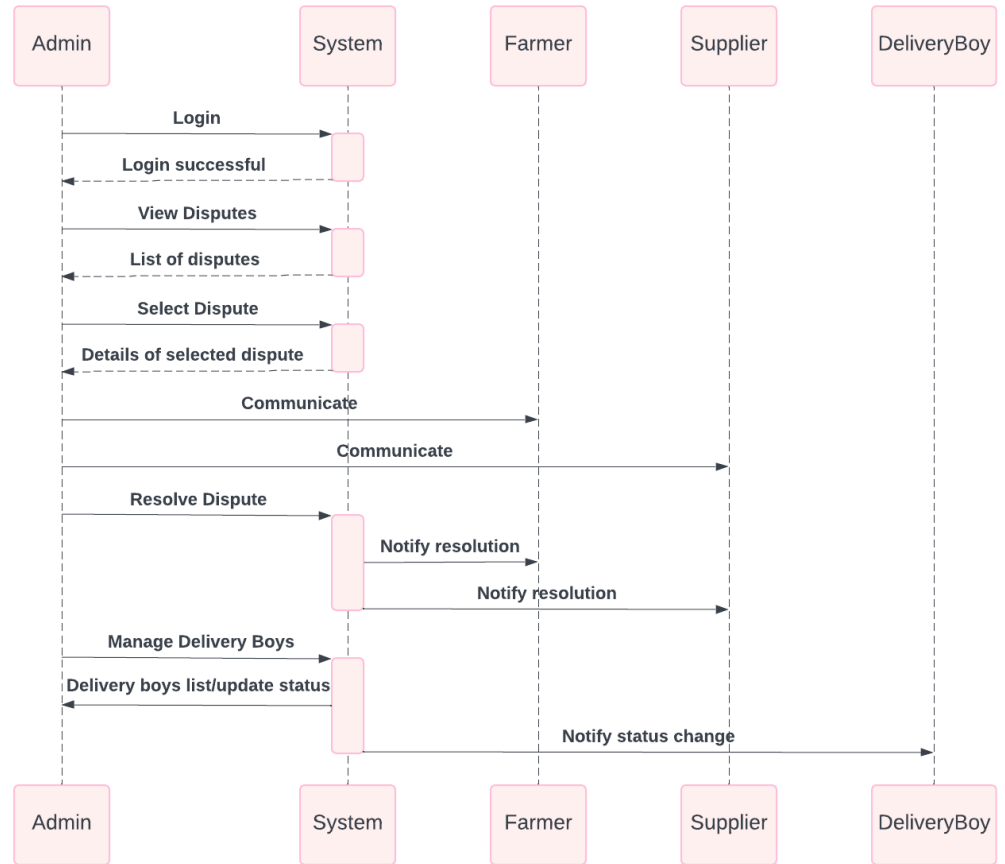 Admin
System
Farmer
Supplier
DeliveryBoy
Login
Login successful
View Disputes
List of disputes
Select Dispute
Details of selected dispute
Communicate
Communicate
Resolve Dispute
Notify resolution
Notify resolution
Manage Delivery Boys
Delivery boys list/update status
Notify status change
Admin
System
Farmer
Supplier
DeliveryBoy